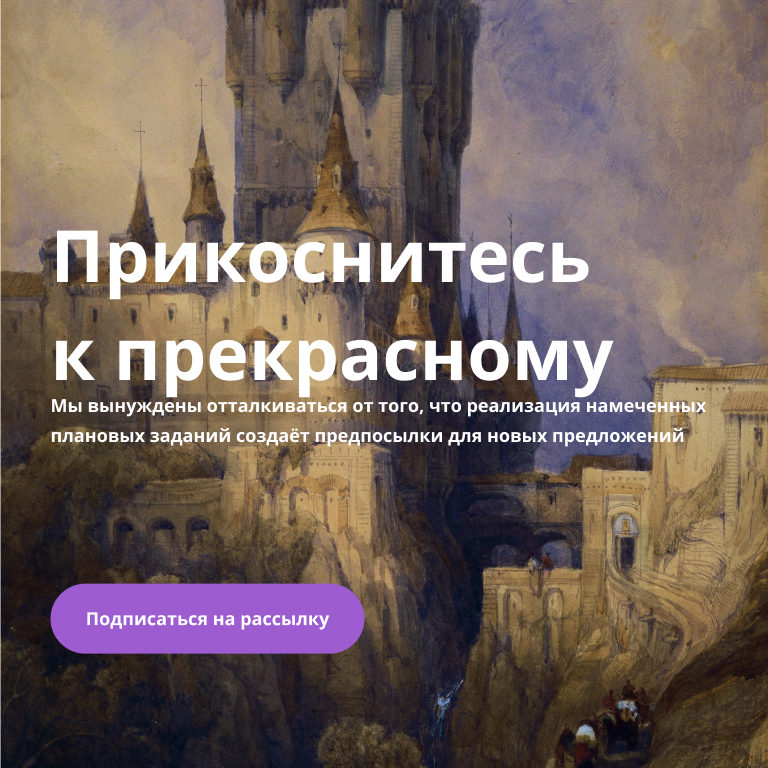 Прикоснитесь
к прекрасному
Мы вынуждены отталкиваться от того, что реализация намеченных
плановых заданий создаёт предпосылки для новых предложений
Подписаться на рассылку